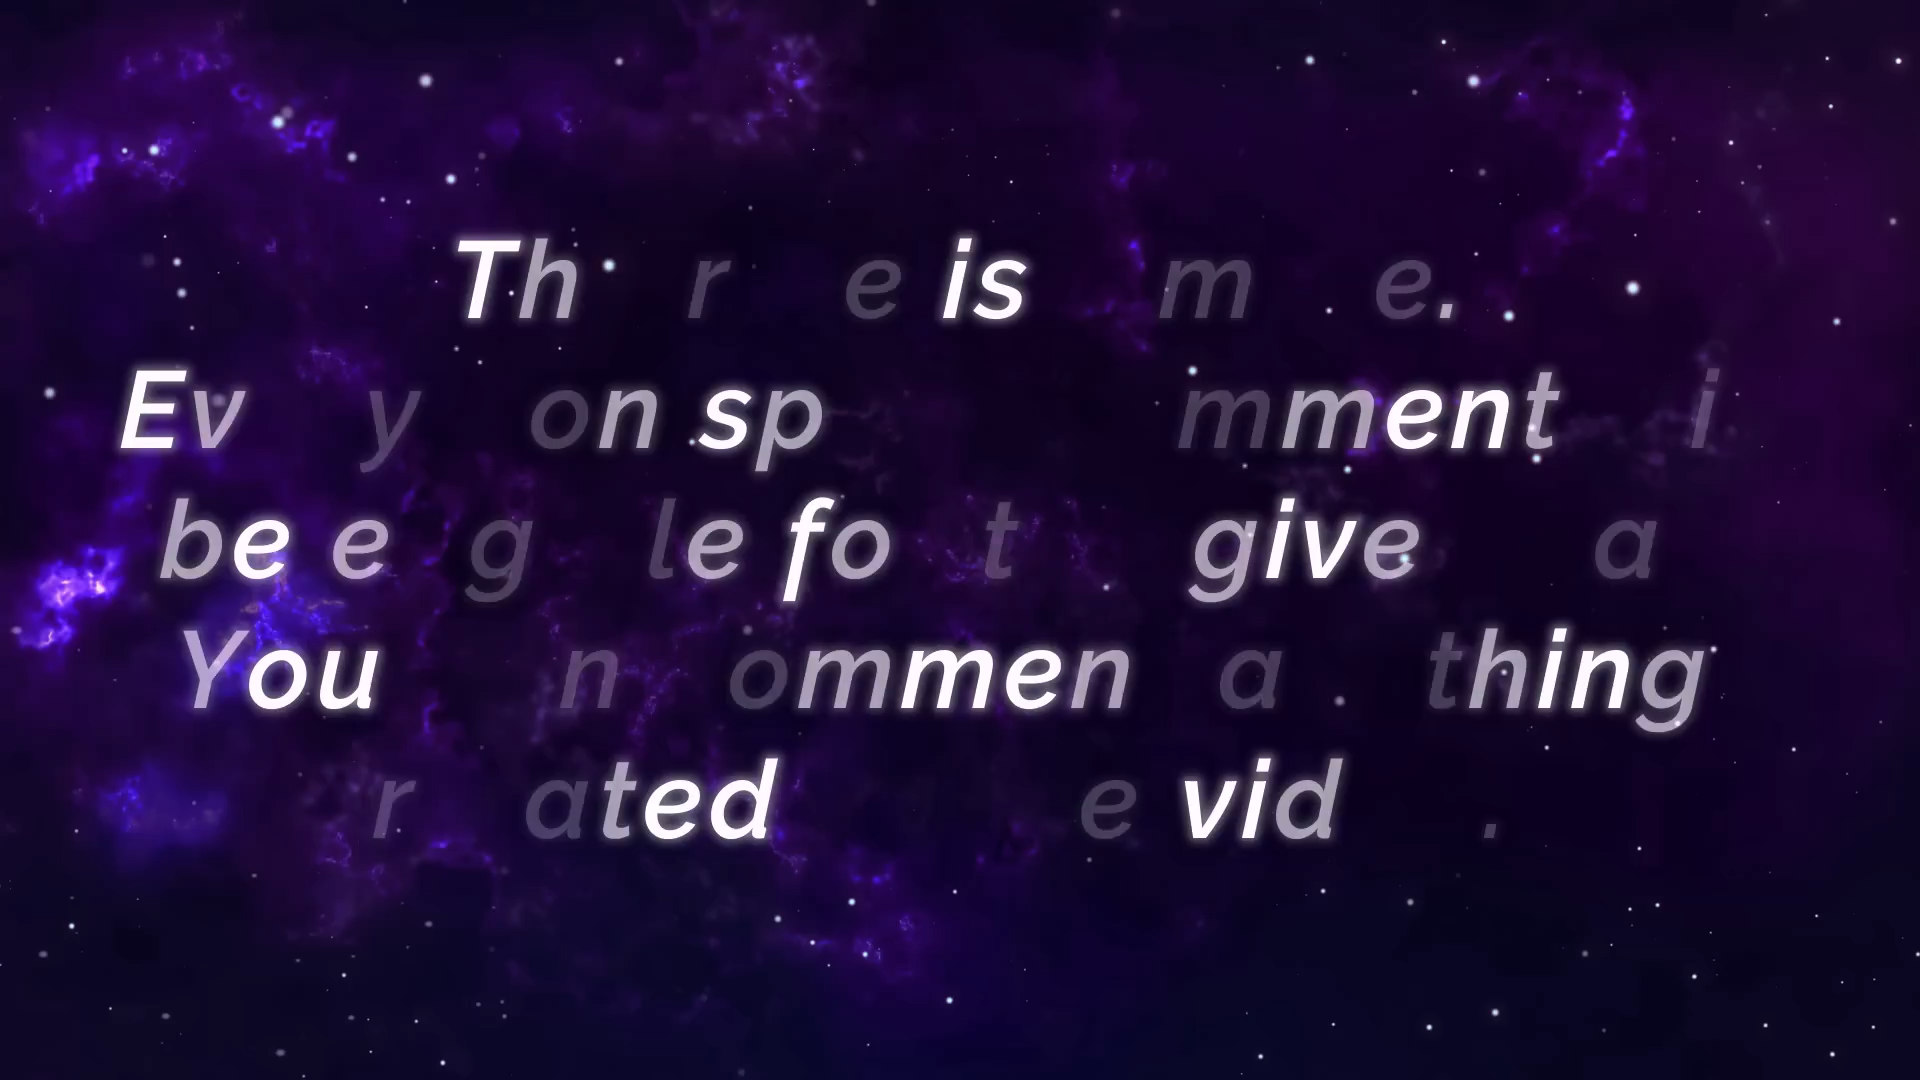 Th r e is m e.
Ev y on sp mment i
be e g le fo t give a
You n ommen a thing
r ated e vid .